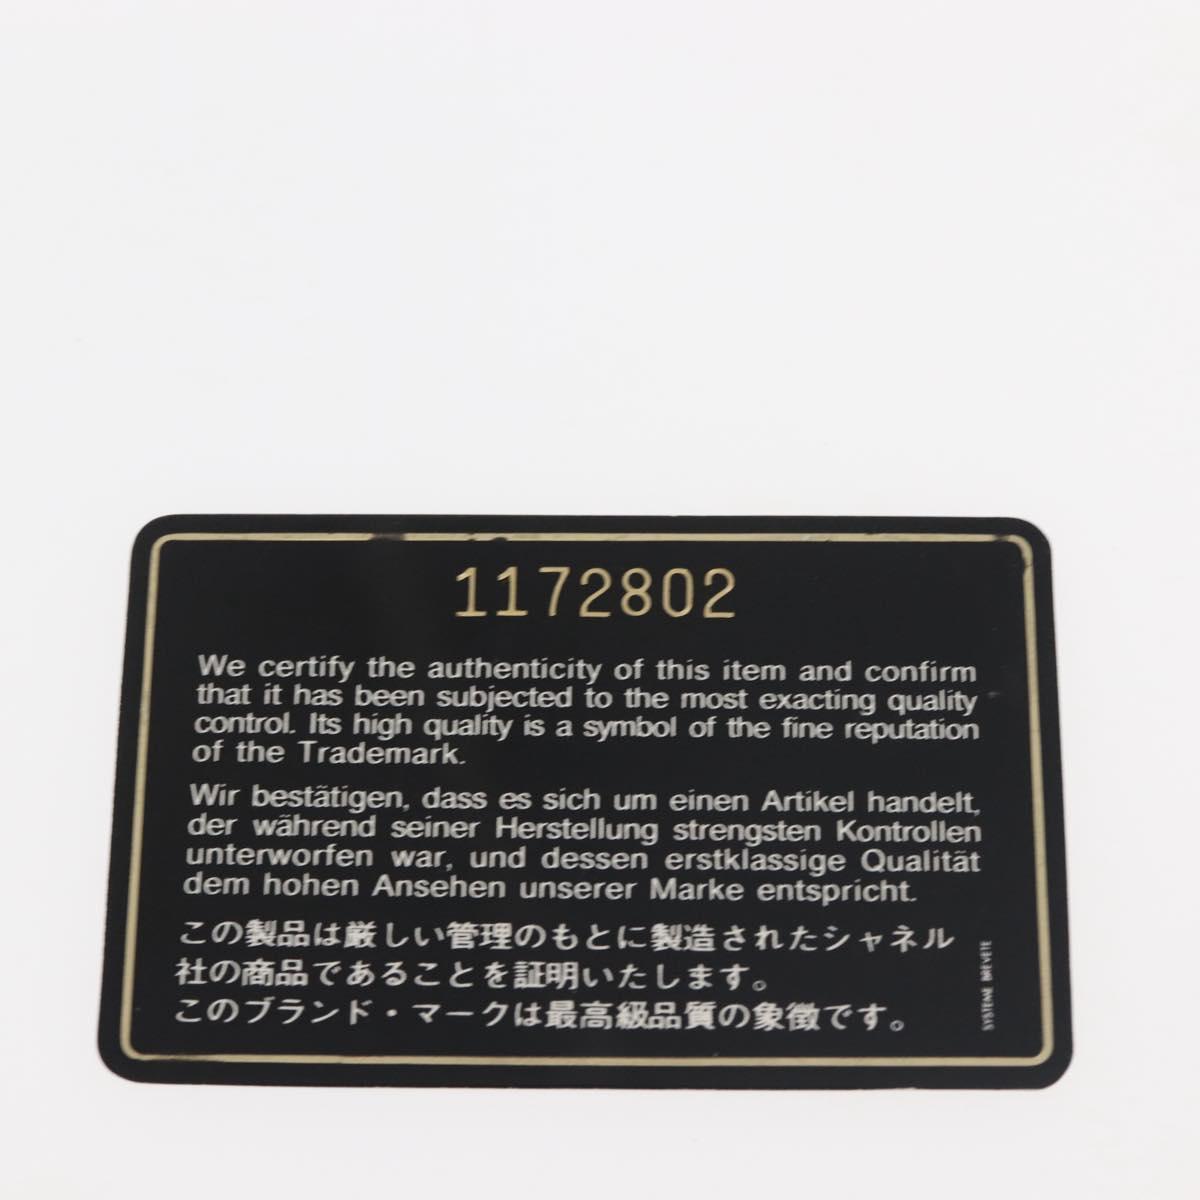 1172802
We certify the authenticity of this item and confirm
that it has been subjected to the most exacting quality
control. Its high quality is a symbol of the fine reputation
of the Trademark.
Wir bestätigen, dass es sich um einen Artikel handelt,
der während seiner Herstellung strengsten Kontrollen
unterworfen war, und dessen erstklassige Qualität
dem hohen Ansehen unserer Marke entspricht.
この製品は厳しい管理のもとに製造されたシャネル
社の商品であることを証明いたします。
このブランド・マークは最高級品質の象徴です。
SYSTEME BREVETE